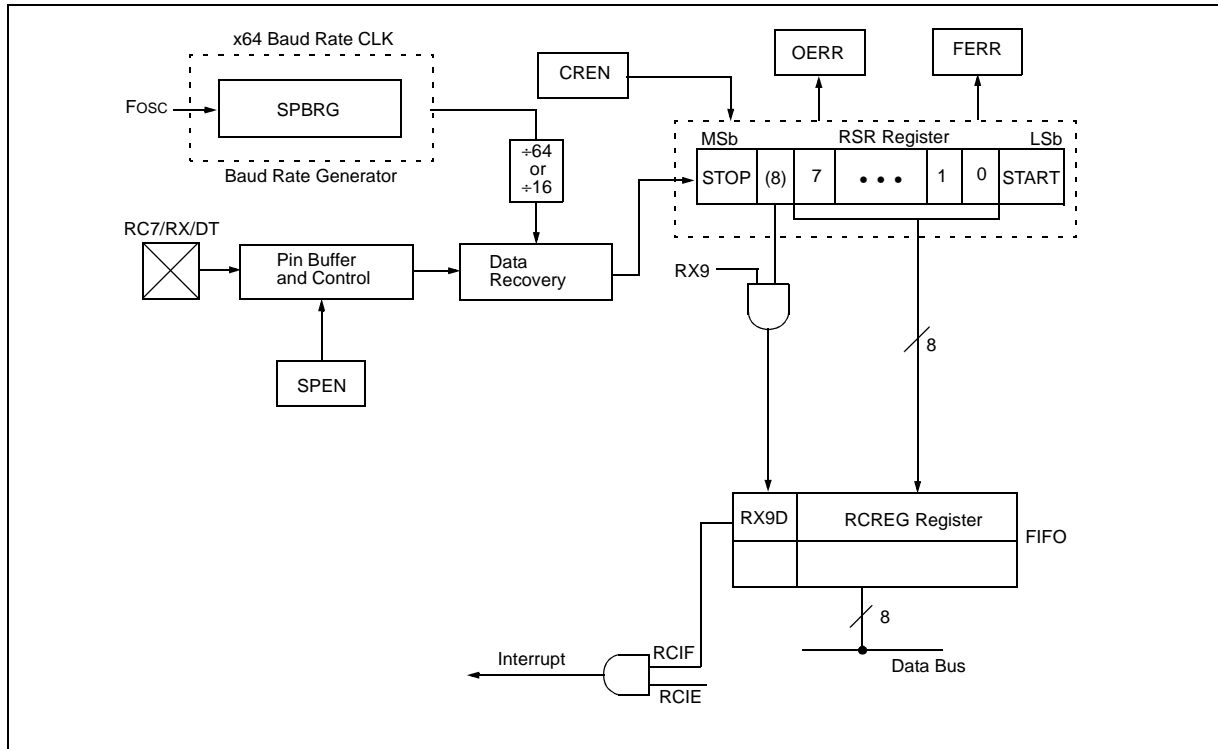 x64 Baud Rate CLK
FOSC
SPBRG
Baud Rate Generator
÷64
or
÷16
CREN
OERR
FERR
MSb
RSR Register
LSb
STOP
(8)
7
• • •
1
0
START
RC7/RX/DT
Pin Buffer
and Control
Data
Recovery
SPEN
RX9
8
RX9D
RCREG Register
FIFO
8
Data Bus
Interrupt
RCIF
RCIE